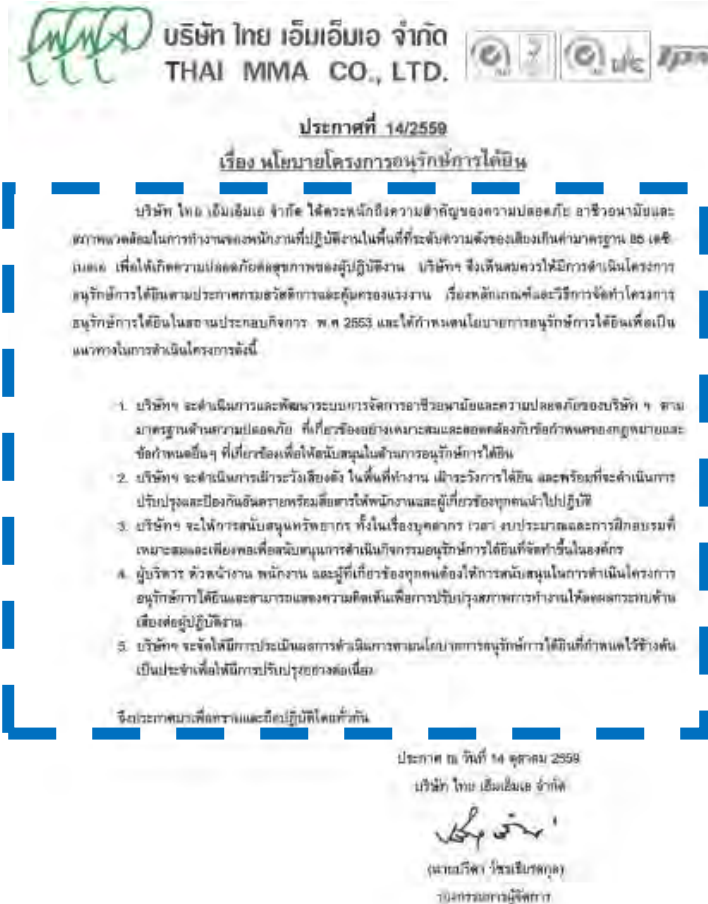 MMA
บริษัท ไทย เอ็มเอ็มเอ จำกัด
THAI MMA CO., LTD.
ประกาศที่ 14/2559
เรื่อง นโยบายโครงการอนุรักษ์การได้ยิน
บริษัท ไทย เอ็มเอ็มเอ จำกัด ได้ตระหนักถึงความสำคัญของความปลอดภัย อาชีวอนามัยและ
สภาพแวดล้อมในการทำงานของพนักงานที่ปฏิบัติงานในพื้นที่ที่ระดับความดังของเสียงเกินค่ามาตรฐาน 85 เดซิ
เบลเอ เพื่อให้เกิดความปลอดภัยต่อสุขภาพของผู้ปฏิบัติงาน บริษัทฯ จึงเห็นสมควรให้มีการดำเนินโครงการ
อนุรักษ์การได้ยินตามประกาศกรมสวัสดิการและคุ้มครองแรงงาน เรื่องหลักเกณฑ์และวิธีการจัดทำโครงการ
อนุรักษ์การได้ยินในสถานประกอบกิจการ พ.ศ 2553 และได้กำหนดนโยบายการอนุรักษ์การได้ยินเพื่อเป็น
แนวทางในการดำเนินโครงการดังนี้
1. บริษัทฯ จะดำเนินการและพัฒนาระบบการจัดการอาชีวอนามัยและความปลอดภัยของบริษัท ฯ ตาม
มาตรฐานด้านความปลอดภัย ที่เกี่ยวข้องอย่างเหมาะสมและสอดคล้องกับข้อกำหนดของกฎหมายและ
ข้อกำหนดอื่นๆ ที่เกี่ยวข้องเพื่อให้สนับสนุนในด้านการอนุรักษ์การได้ยิน
2. บริษัทฯ จะดำเนินการเฝ้าระวังเสียงดัง ในพื้นที่ทำงาน เฝ้าระวังการได้ยิน และพร้อมที่จะดำเนินการ
ปรับปรุงและป้องกันอันตรายพร้อมสื่อสารให้พนักงานและผู้เกี่ยวข้องทุกคนนำไปปฏิบัติ
3. บริษัทฯ จะให้การสนับสนุนทรัพยากร ทั้งในเรื่องบุคลากร เวลา งบประมาณและการฝึกอบรมที่
เหมาะสมและเพียงพอเพื่อสนับสนุนการดำเนินกิจกรรมอนุรักษ์การได้ยินที่จัดทำขึ้นในองค์กร
4. ผู้บริหาร หัวหน้างาน พนักงาน และผู้ที่เกี่ยวข้องทุกคนต้องให้การสนับสนุนในการดำเนินโครงการ
อนุรักษ์การได้ยินและสามารถแสดงความคิดเห็นเพื่อการปรับปรุงสภาพการทำงานให้ลดผลกระทบด้าน
เสียงต่อผู้ปฏิบัติงาน
5. บริษัทฯ จะจัดให้มีการประเมินผลการดำเนินการตามนโยบายการอนุรักษ์การได้ยินที่กำหนดไว้ข้างต้น
เป็นประจำเพื่อให้มีการปรับปรุงอย่างต่อเนื่อง
จึงประกาศมาเพื่อทราบและถือปฏิบัติโดยทั่วกัน
ประกาศ ณ วันที่ 14 ตุลาคม 2559
บริษัท ไทย เอ็มเอ็มเอ จำกัด
รองกรรมการผู้จัดการ